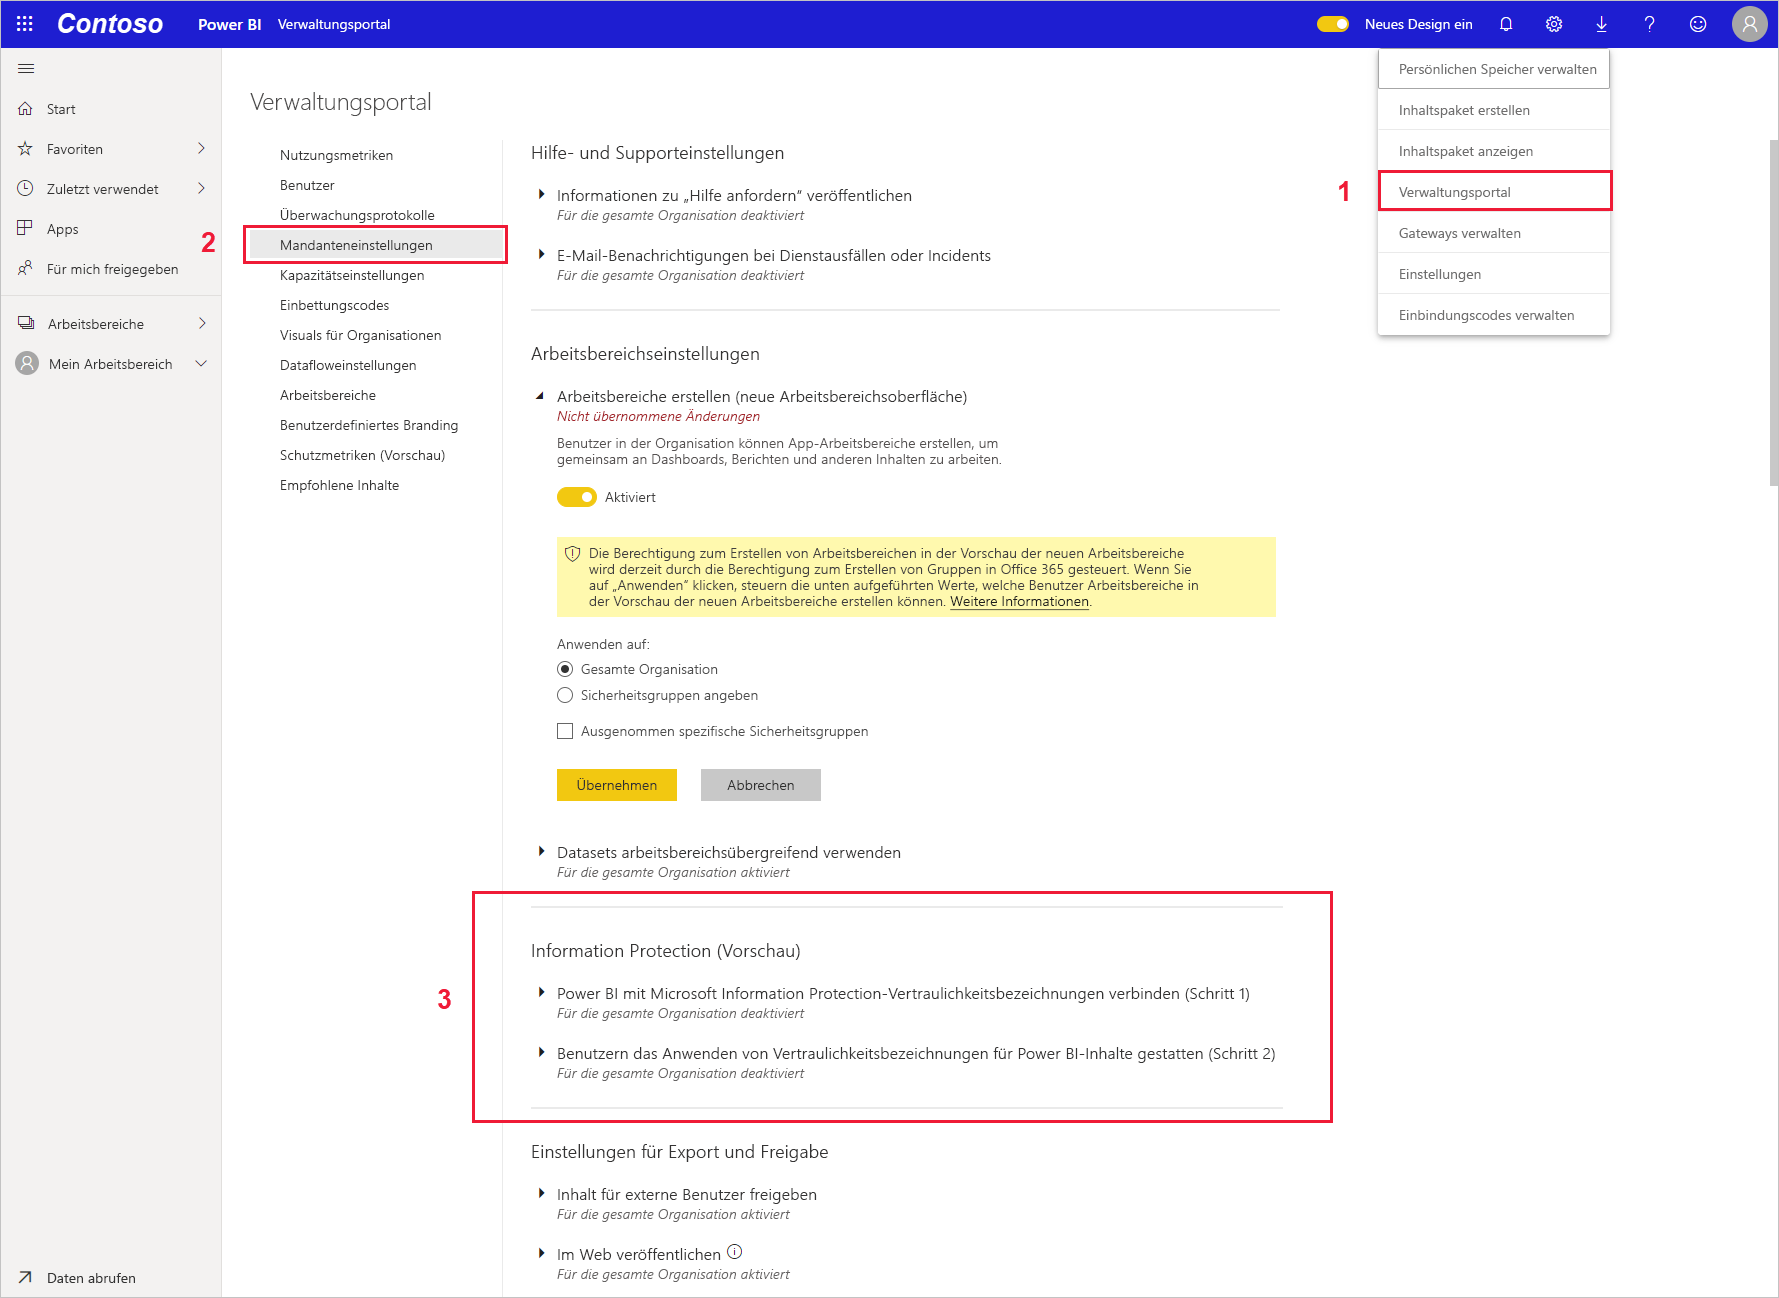 Contoso
Power BI
Verwaltungsportal
Neues Design ein
Start
Favoriten
Zuletzt verwendet
Apps
Für mich freigegeben
Arbeitsbereiche
Mein Arbeitsbereich
Daten abrufen
Persönlichen Speicher verwalten
Inhaltspaket erstellen
Inhaltspaket anzeigen
1
Verwaltungsportal
Gateways verwalten
Einstellungen
Einbindungscodes verwalten
Verwaltungsportal
Nutzungsmetriken
Benutzer
Überwachungsprotokolle
2
Mandanteneinstellungen
Kapazitätseinstellungen
Einbettungscodes
Visuals für Organisationen
Datafloweinstellungen
Arbeitsbereiche
Benutzerdefiniertes Branding
Schutzmetriken (Vorschau)
Empfohlene Inhalte
Hilfe- und Supporteinstellungen
Informationen zu „Hilfe anfordern“ veröffentlichen
Für die gesamte Organisation deaktiviert
E-Mail-Benachrichtigungen bei Dienstausfällen oder Incidents
Für die gesamte Organisation deaktiviert
Arbeitsbereichseinstellungen
Arbeitsbereiche erstellen (neue Arbeitsbereichsoberfläche)
Nicht übernommene Änderungen
Benutzer in der Organisation können App-Arbeitsbereiche erstellen, um
gemeinsam an Dashboards, Berichten und anderen Inhalten zu arbeiten.
Aktiviert
Die Berechtigung zum Erstellen von Arbeitsbereichen in der Vorschau der neuen Arbeitsbereiche
wird derzeit durch die Berechtigung zum Erstellen von Gruppen in Office 365 gesteuert. Wenn Sie
auf „Anwenden“ klicken, steuern die unten aufgeführten Werte, welche Benutzer Arbeitsbereiche in
der Vorschau der neuen Arbeitsbereiche erstellen können. Weitere Informationen.
Anwenden auf:
Gesamte Organisation
Sicherheitsgruppen angeben
Ausgenommen spezifische Sicherheitsgruppen
Übernehmen
Abbrechen
Datasets arbeitsbereichsübergreifend verwenden
Für die gesamte Organisation aktiviert
3
Information Protection (Vorschau)
Power BI mit Microsoft Information Protection-Vertraulichkeitsbezeichnungen verbinden (Schritt 1)
Für die gesamte Organisation deaktiviert
Benutzern das Anwenden von Vertraulichkeitsbezeichnungen für Power BI-Inhalte gestatten (Schritt 2)
Für die gesamte Organisation deaktiviert
Einstellungen für Export und Freigabe
Inhalt für externe Benutzer freigeben
Für die gesamte Organisation aktiviert
Im Web veröffentlichen
Für die gesamte Organisation aktiviert